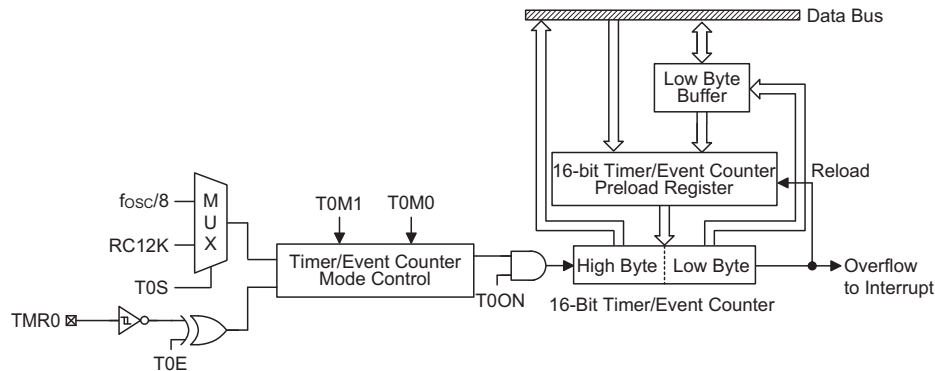 Data Bus
Low Byte
Buffer
16-bit Timer/Event Counter
Preload Register
Reload
fOSC/8
M
U
X
RC12K
T0S
T0M1
T0M0
Timer/Event Counter
Mode Control
T0ON
High Byte
Low Byte
Overflow
to Interrupt
16-Bit Timer/Event Counter
TMR0
T0E